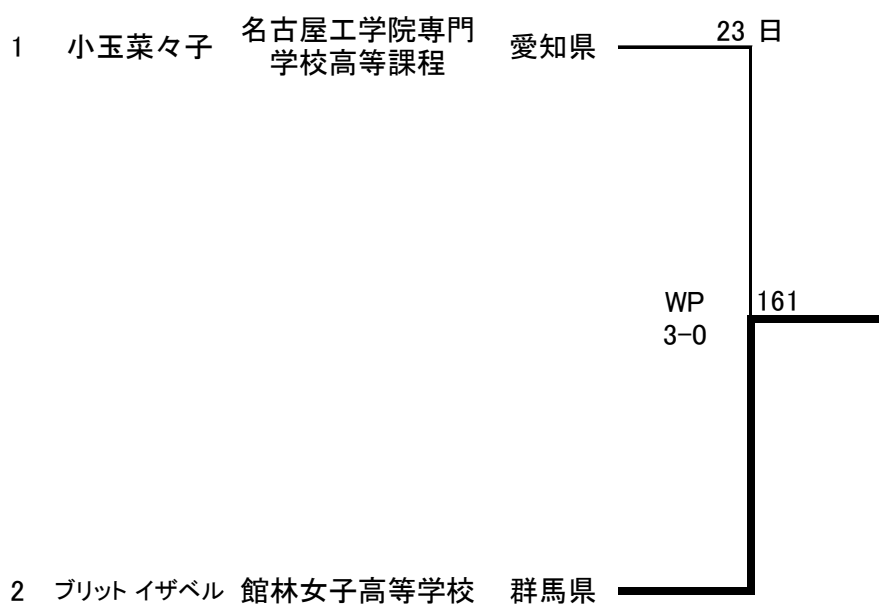 23 日
1 小玉菜々子 名古屋工学院専門
学校高等課程 愛知県
WP 161
3-0
2 ブリット イザベル 館林女子高等学校 群馬県